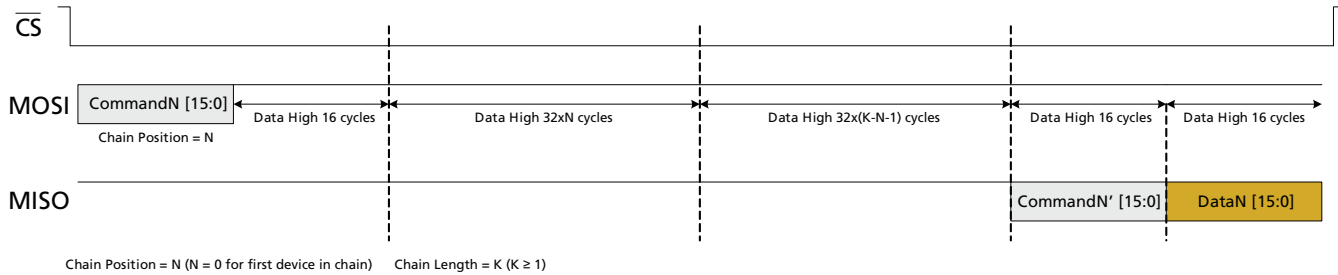 CS
MOSI
CommandN [15:0]
Data High 16 cycles
Data High 32xN cycles
Data High 32x(K-N-1) cycles
Data High 16 cycles
Data High 16 cycles
Chain Position = N
MISO
CommandN’ [15:0]
DataN [15:0]
Chain Position = N (N = 0 for first device in chain)
Chain Length = K (K ≥ 1)